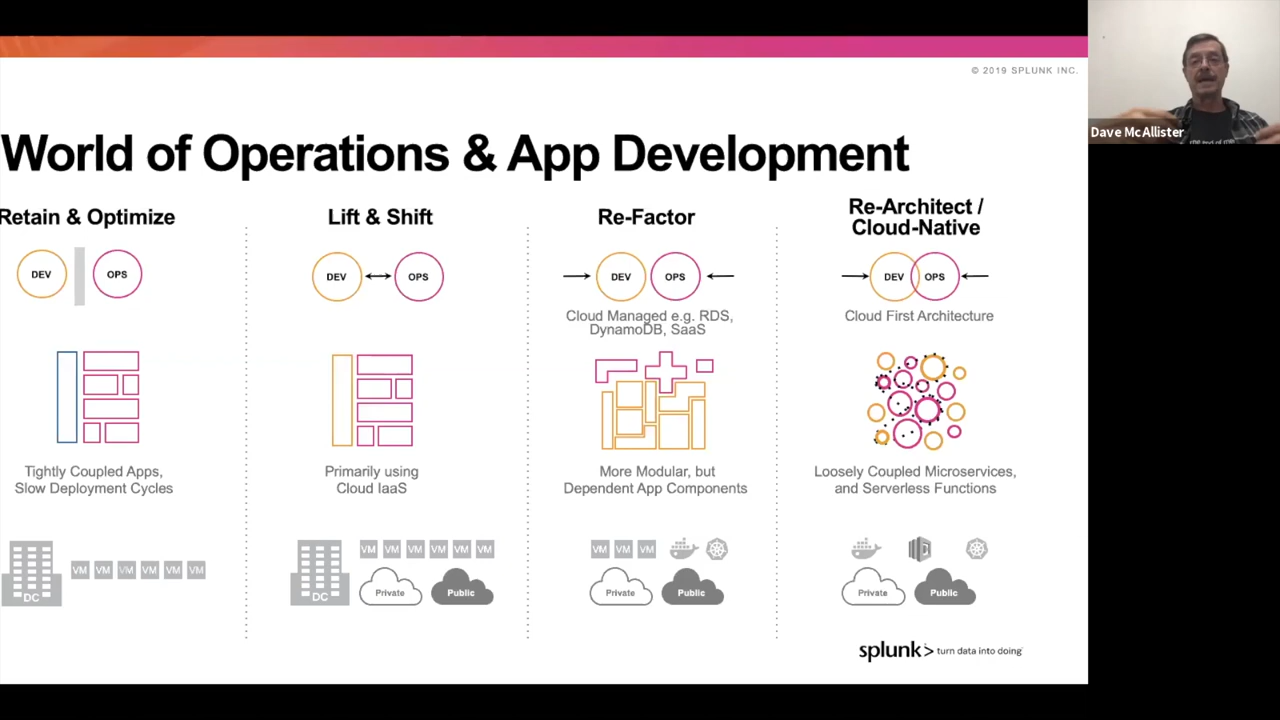 © 2019 SPLUNK INC.
Dave McAllister
World of Operations & App Development
Retain & Optimize
DEV
OPS
Tightly Coupled Apps,
Slow Deployment Cycles
DC
VM VM VM VM VM VM
Lift & Shift
DEV
OPS
Primarily using
Cloud IaaS
DC
VM VM VM VM VM VM
Private
Public
Re-Factor
DEV
OPS
Cloud Managed e.g. RDS,
DynamoDB, SaaS
More Modular, but
Dependent App Components
VM VM VM
Private
Public
Re-Architect /
Cloud-Native
DEV
OPS
Cloud First Architecture
Loosely Coupled Microservices,
and Serverless Functions
Private
Public
splunk> turn data into doing